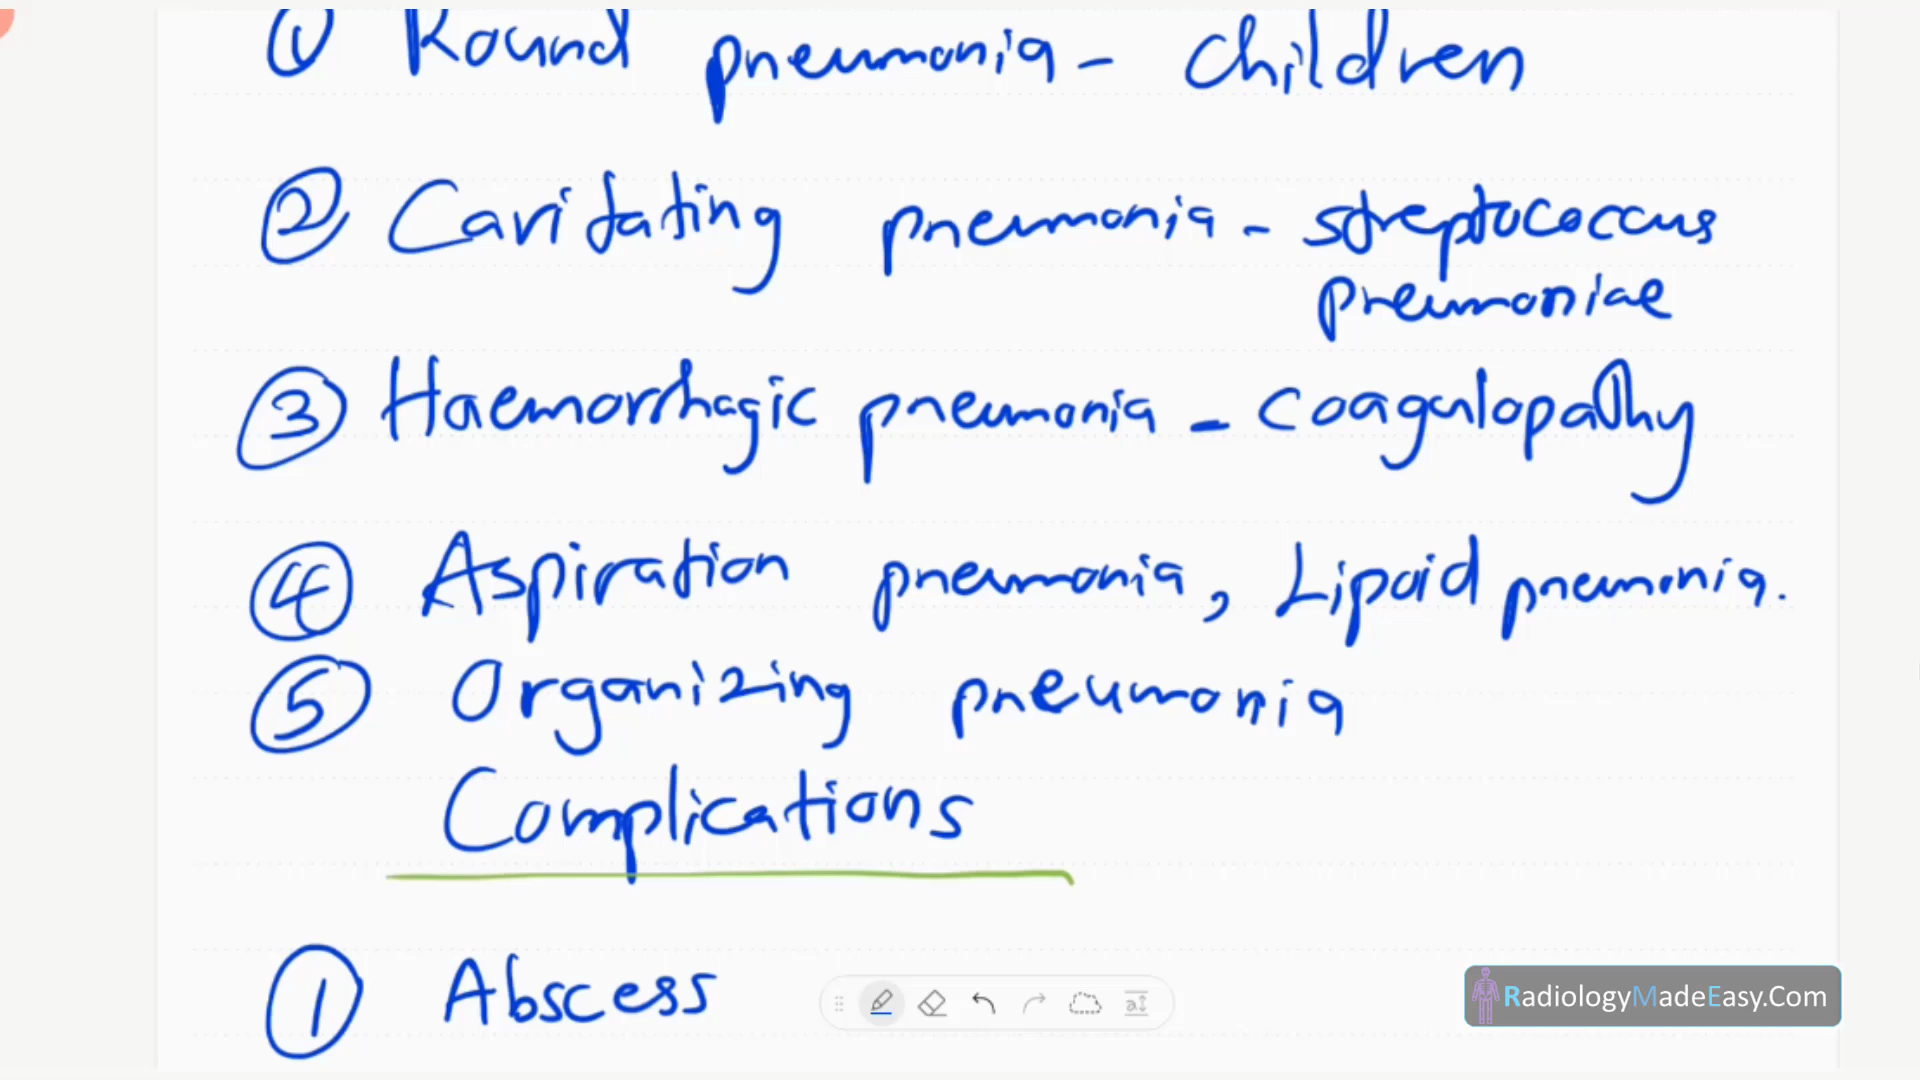 ① Round pneumonia - children
② Cavitating pneumonia - streptococcus
pneumoniae
③ Haemorrhagic pneumonia - coagulopathy
④ Aspiration pneumonia, Lipoid pneumonia.
⑤ Organizing pneumonia
Complications
① Abscess
RadiologyMadeEasy.Com